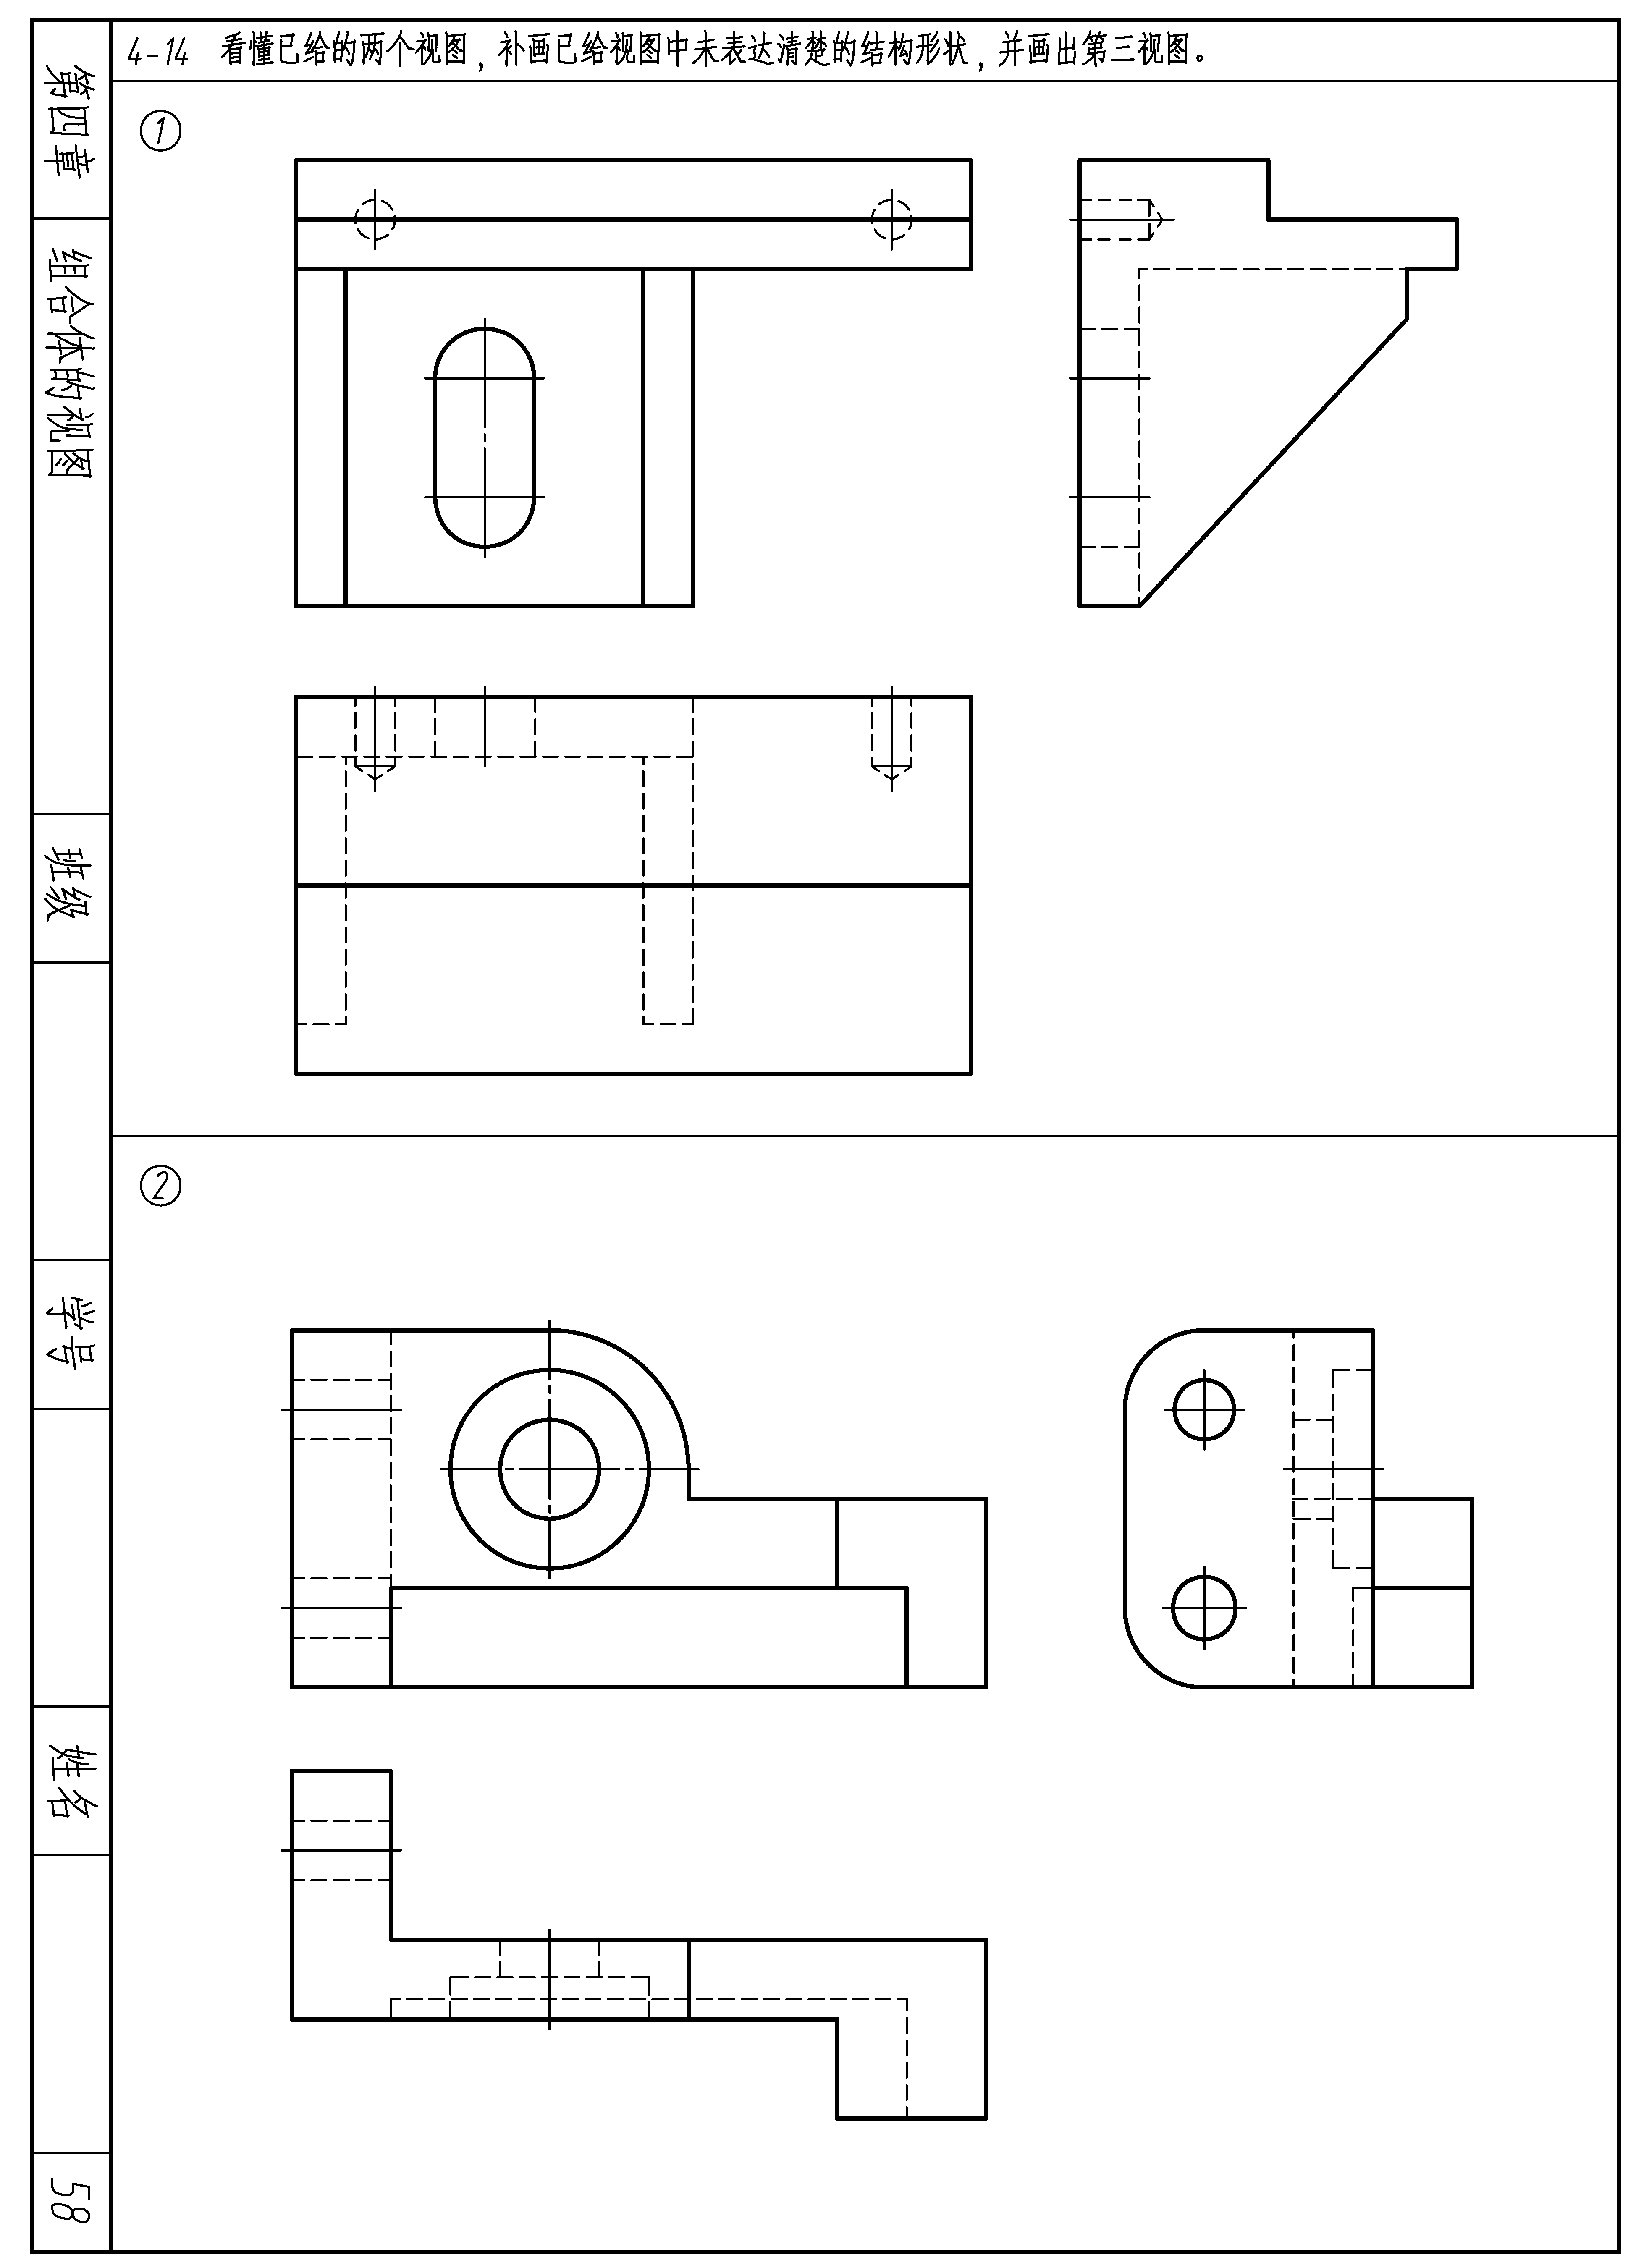 4-14 看懂已给的两个视图，补画已给视图中未表达清楚的结构形状，并画出第三视图。
第四章
组合体的视图
班级
学号
姓名
58
①
②